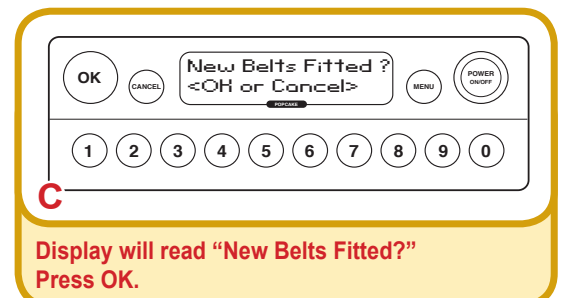 OK
CANCEL
New Belts Fitted ?
<OK or Cancel>
POPCAKE
MENU
POWER
ON/OFF
1 2 3 4 5 6 7 8 9 0
C
Display will read “New Belts Fitted?”
Press OK.